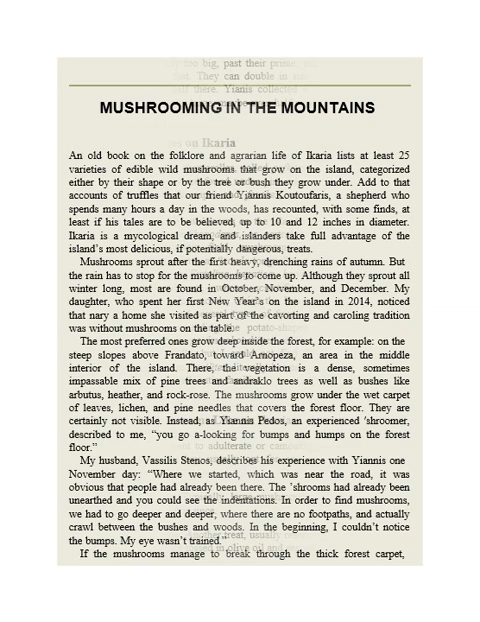 MUSHROOMING IN THE MOUNTAINS
on Ikaria
An old book on the folklore and agrarian life of Ikaria lists at least 25
varieties of edible wild mushrooms that grow on the island, categorized
either by their shape or by the tree or bush they grow under. Add to that
accounts of truffles that our friend Yiannis Koutoufaris, a shepherd who
spends many hours a day in the woods, has recounted, with some finds, at
least if his tales are to be believed, up to 10 and 12 inches in diameter.
Ikaria is a mycological dream, and islanders take full advantage of the
island's most delicious, if potentially dangerous, treats.
Mushrooms sprout after the first heavy, drenching rains of autumn. But
the rain has to stop for the mushrooms to come up. Although they sprout all
winter long, most are found in October, November, and December. My
daughter, who spent her first New Year's on the island in 2014, noticed
that nary a home she visited as part of the cavorting and caroling tradition
was without mushrooms on the table.
The most preferred ones grow deep inside the forest, for example: on the
steep slopes above Frandato, toward Arnopeza, an area in the middle
interior of the island. There, the vegetation is a dense, sometimes
impassable mix of pine trees and andraklo trees as well as bushes like
arbutus, heather, and rock-rose. The mushrooms grow under the wet carpet
of leaves, lichen, and pine needles that covers the forest floor. They are
certainly not visible. Instead, as Yiannis Pedos, an experienced 'shroomer,
described to me, "you go a-looking for bumps and humps on the forest
floor."
My husband, Vassilis Stenos, describes his experience with Yiannis one
November day: "Where we started, which was near the road, it was
obvious that people had already been there. The 'shrooms had already been
unearthed and you could see the indentations. In order to find mushrooms,
we had to go deeper and deeper, where there are no footpaths, and actually
crawl between the bushes and woods. In the beginning, I couldn't notice
the bumps. My eye wasn't trained."
If the mushrooms manage to break through the thick forest carpet,